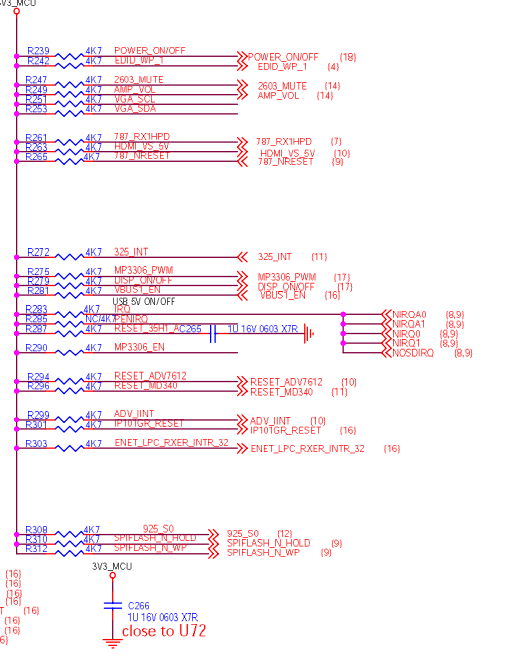 3V3_MCU
R239 4K7 POWER_ON/OFF POWER_ON/OFF (18)
R242 4K7 EDID_WP_1 EDID_WP_1 (4)
R247 4K7 2603_MUTE 2603_MUTE (14)
R249 4K7 AMP_VOL AMP_VOL (14)
R251 4K7 VGA_SCL
R253 4K7 VGA_SDA
R261 4K7 787_RX1HPD 787_RX1HPD (7)
R263 4K7 HDMI_VS_5V HDMI_VS_5V (10)
R265 4K7 787_NRESET 787_NRESET (9)
R272 4K7 325_INT 325_INT (11)
R275 4K7 MP3306_PWM MP3306_PWM (17)
R279 4K7 DISP_ON/OFF DISP_ON/OFF (17)
R281 4K7 VBUS1_EN VBUS1_EN (16)
USB 5V ON/OFF
R283 4K7 IRQ NIRQA0 (8,9)
R285 NC/4K7 PENIRQ NIRQA1 (8,9)
R287 4K7 C265 1U 16V 0603 X7R NIRQ0 (8,9)
NIRQ1 (8,9)
R290 4K7 MP3306_EN NOSDIRQ (8,9)
R294 4K7 RESET_ADV7612 RESET_ADV7612 (10)
R296 4K7 RESET_MD340 RESET_MD340 (11)
R299 4K7 ADV_IINT ADV_IINT (10)
R301 4K7 IP101GR_RESET IP101GR_RESET (16)
R303 4K7 ENET_LPC_RXER_INTR_32 ENET_LPC_RXER_INTR_32 (16)
R308 4K7 925_S0 925_S0 (12)
R310 4K7 SPIFLASH_N_HOLD SPIFLASH_N_HOLD (9)
R312 4K7 SPIFLASH_N_WP SPIFLASH_N_WP (9)
3V3_MCU
(16)
(16)
(16)
(16)
T (16)
(16)
(16)
C266
1U 16V 0603 X7R
close to U72